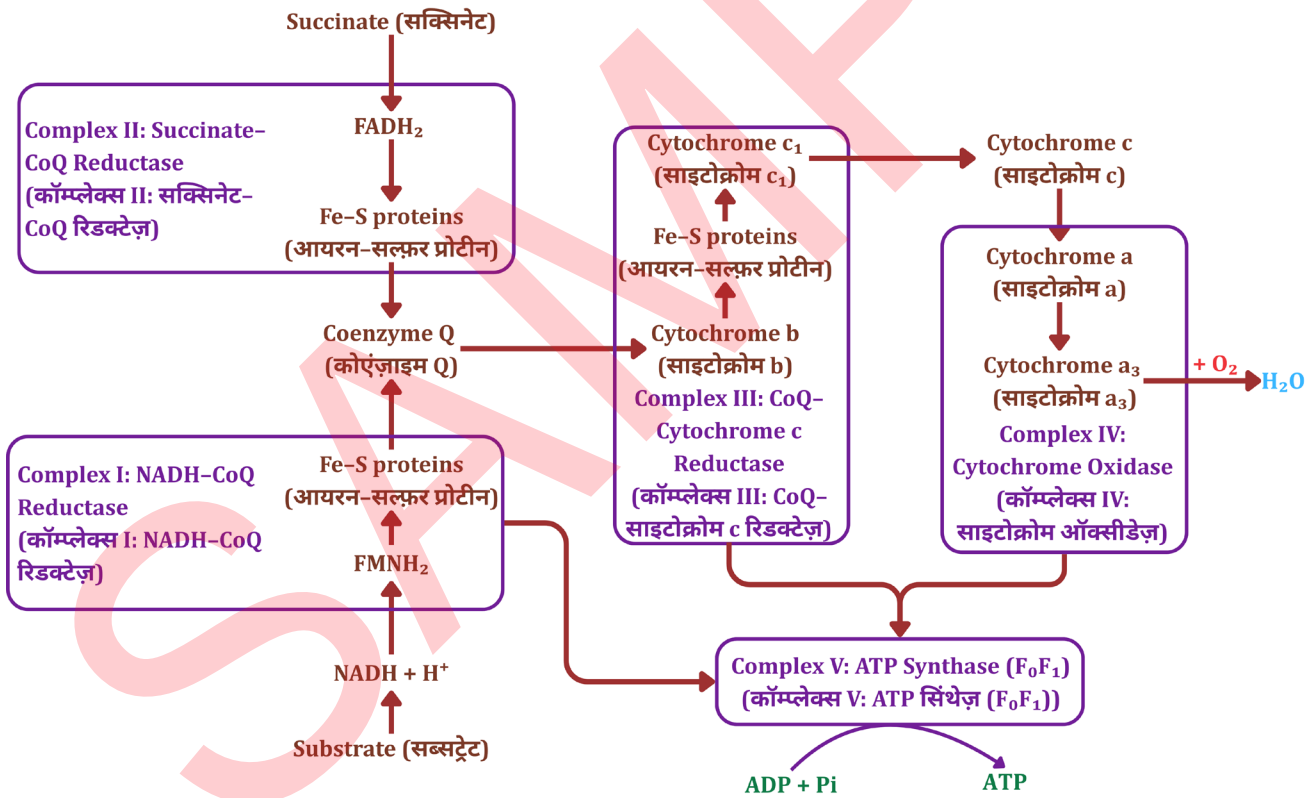 Succinate (सक्सिनेट)
Complex II: Succinate–
CoQ Reductase
(कॉम्प्लेक्स II: सक्सिनेट–
CoQ रिडक्टेज़)
FADH₂
Fe–S proteins
(आयरन–सल्फ़र प्रोटीन)
Coenzyme Q
(कोएंज़ाइम Q)
Complex I: NADH–CoQ
Reductase
(कॉम्प्लेक्स I: NADH–CoQ
रिडक्टेज़)
Fe–S proteins
(आयरन–सल्फ़र प्रोटीन)
FMNH₂
NADH + H⁺
Substrate (सब्सट्रेट)
Cytochrome c₁
(साइटोक्रोम c₁)
Fe–S proteins
(आयरन–सल्फ़र प्रोटीन)
Cytochrome b
(साइटोक्रोम b)
Complex III: CoQ–
Cytochrome c
Reductase
(कॉम्प्लेक्स III: CoQ–
साइटोक्रोम c रिडक्टेज़)
Cytochrome c
(साइटोक्रोम c)
Cytochrome a
(साइटोक्रोम a)
Cytochrome a₃
(साइटोक्रोम a₃)
+ O₂
H₂O
Complex IV:
Cytochrome Oxidase
(कॉम्प्लेक्स IV:
साइटोक्रोम ऑक्सीडेज़)
Complex V: ATP Synthase (F₀F₁)
(कॉम्प्लेक्स V: ATP सिंथेज़ (F₀F₁))
ADP + Pi
ATP
SAMP